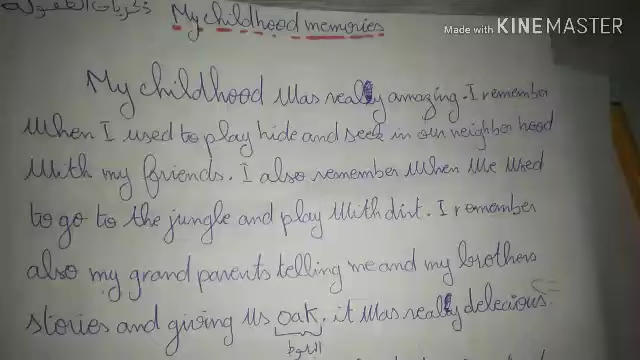 ذكريات الطفولة
My childhood memories
Made with KINEMASTER
My childhood was really amazing. I remember
when I used to play hide and seek in our neighborhood
with my friends. I also remember when we used
to go to the jungle and play with dirt. I remember
also my grand parents telling me and my brothers
stories and giving us oak, it was really delecious.
البلوط